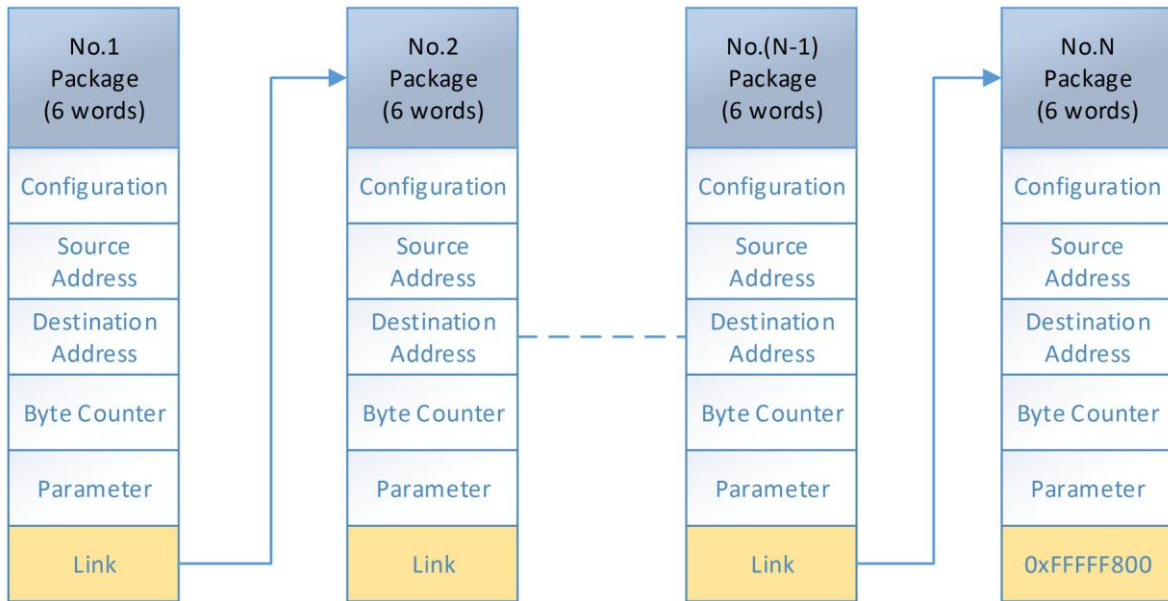 No.1
Package
(6 words)
Configuration
Source
Address
Destination
Address
Byte Counter
Parameter
Link
No.2
Package
(6 words)
Configuration
Source
Address
Destination
Address
Byte Counter
Parameter
Link
No.(N-1)
Package
(6 words)
Configuration
Source
Address
Destination
Address
Byte Counter
Parameter
Link
No.N
Package
(6 words)
Configuration
Source
Address
Destination
Address
Byte Counter
Parameter
0xFFFFF800